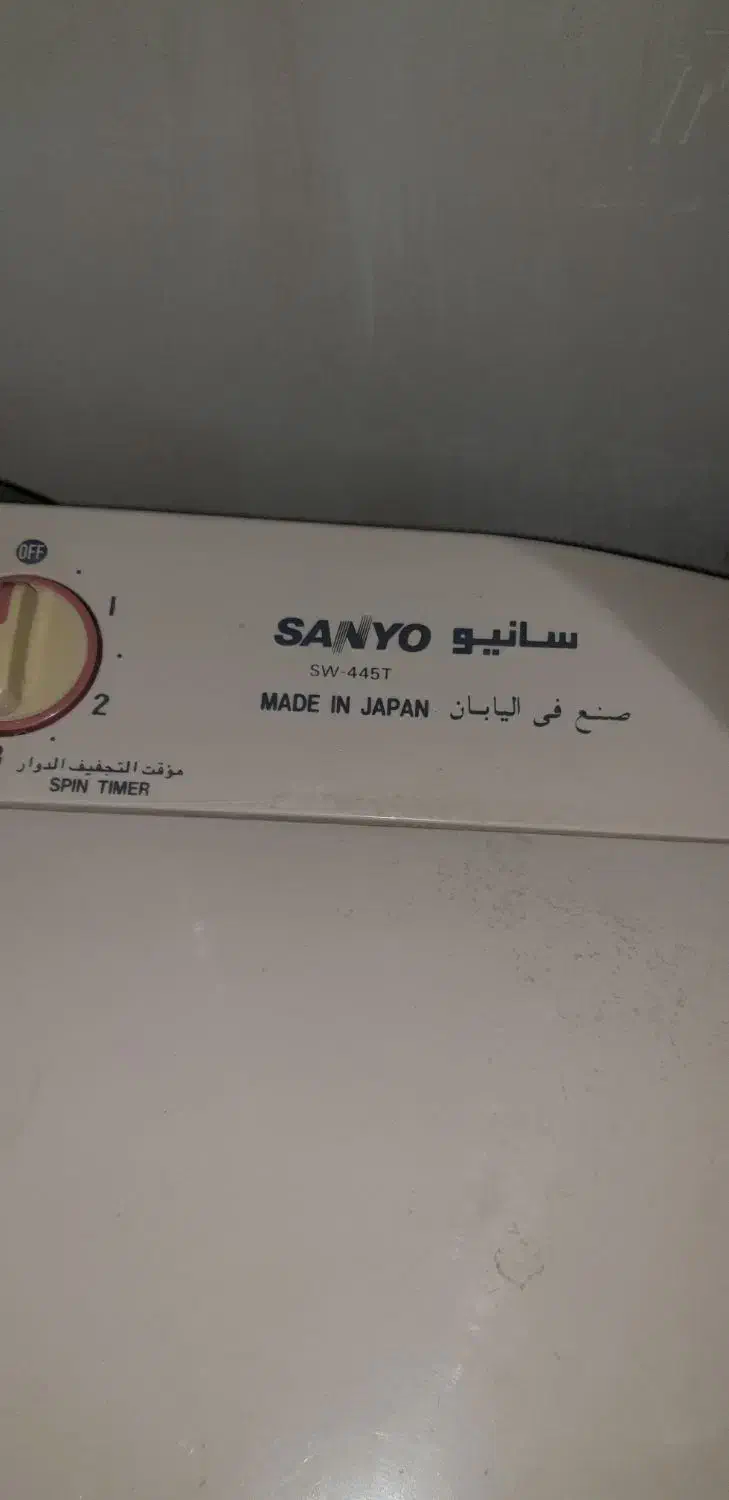 OFF
1
2
SANYO سانيو
SW-445T
MADE IN JAPAN صنع فى اليابان
مؤقت التجفيف الدوار
SPIN TIMER